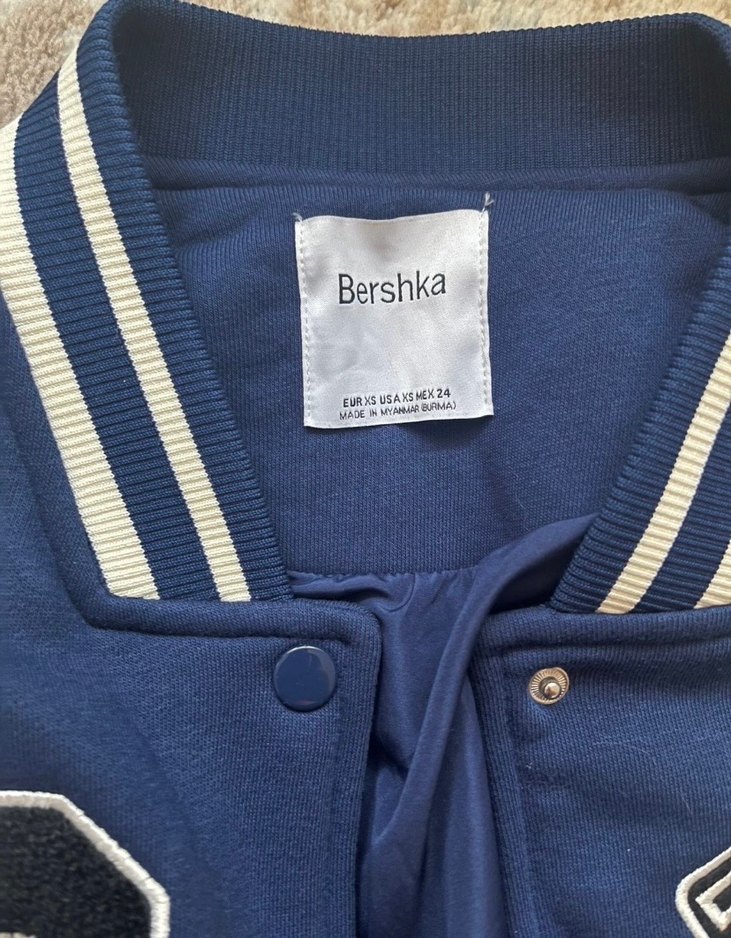 Bershka
EUR XS USA XS MEX 24
MADE IN MYANMAR (BURMA)